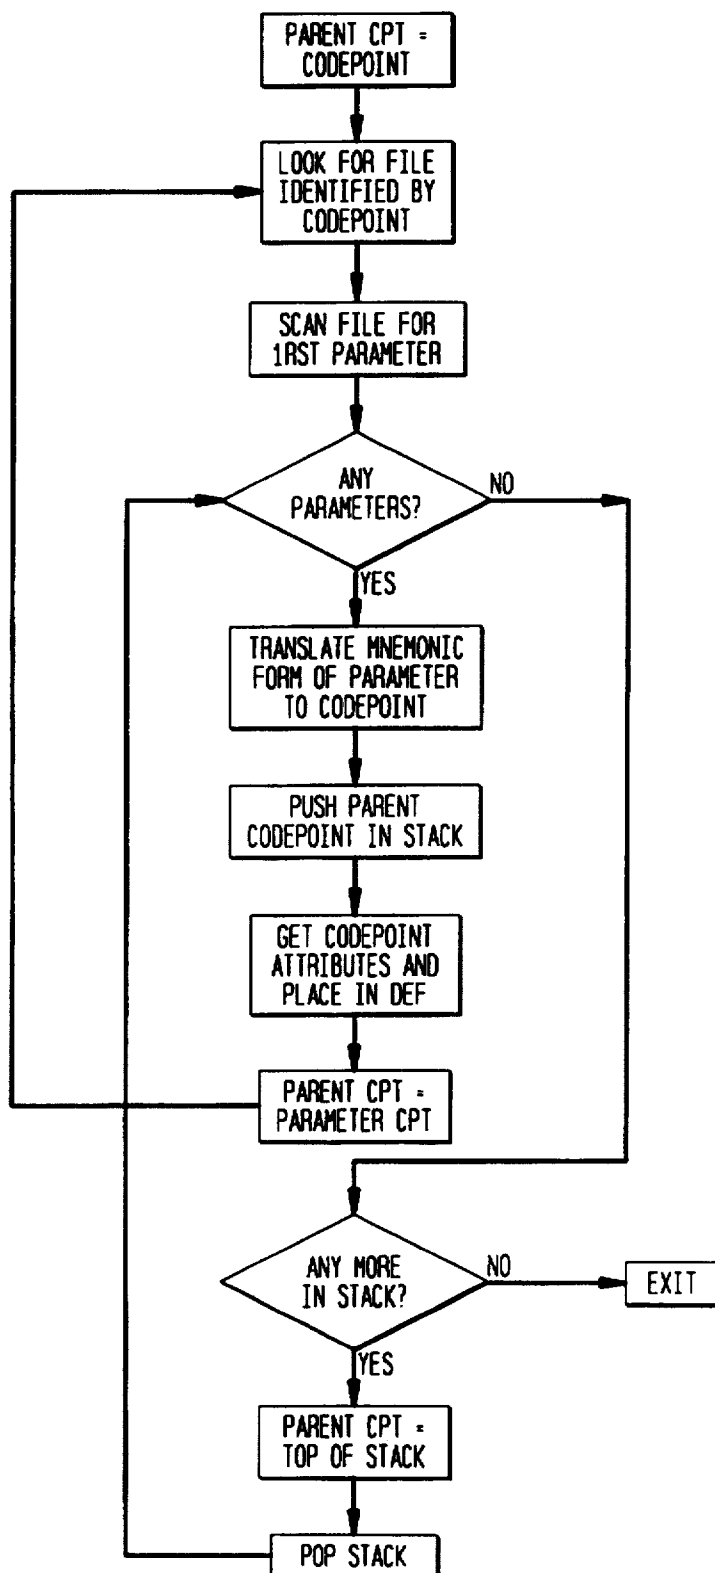 PARENT CPT =
CODEPOINT
LOOK FOR FILE
IDENTIFIED BY
CODEPOINT
SCAN FILE FOR
1RST PARAMETER
ANY
PARAMETERS?
NO
YES
TRANSLATE MNEMONIC
FORM OF PARAMETER
TO CODEPOINT
PUSH PARENT
CODEPOINT IN STACK
GET CODEPOINT
ATTRIBUTES AND
PLACE IN DEF
PARENT CPT =
PARAMETER CPT
ANY MORE
IN STACK?
NO
EXIT
YES
PARENT CPT =
TOP OF STACK
POP STACK